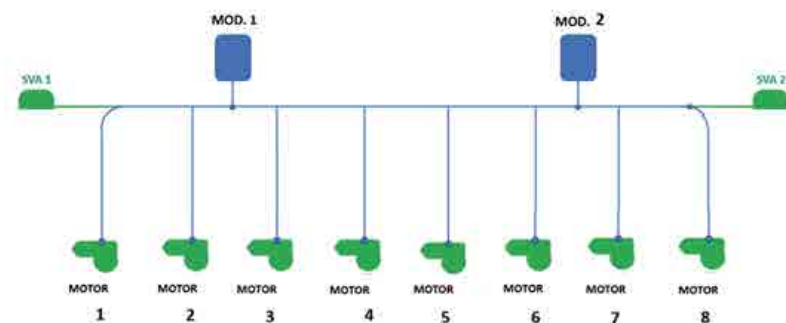 MOD. 1
MOD. 2
SVA 1
SVA 2
MOTOR MOTOR MOTOR MOTOR MOTOR MOTOR MOTOR MOTOR
1 2 3 4 5 6 7 8